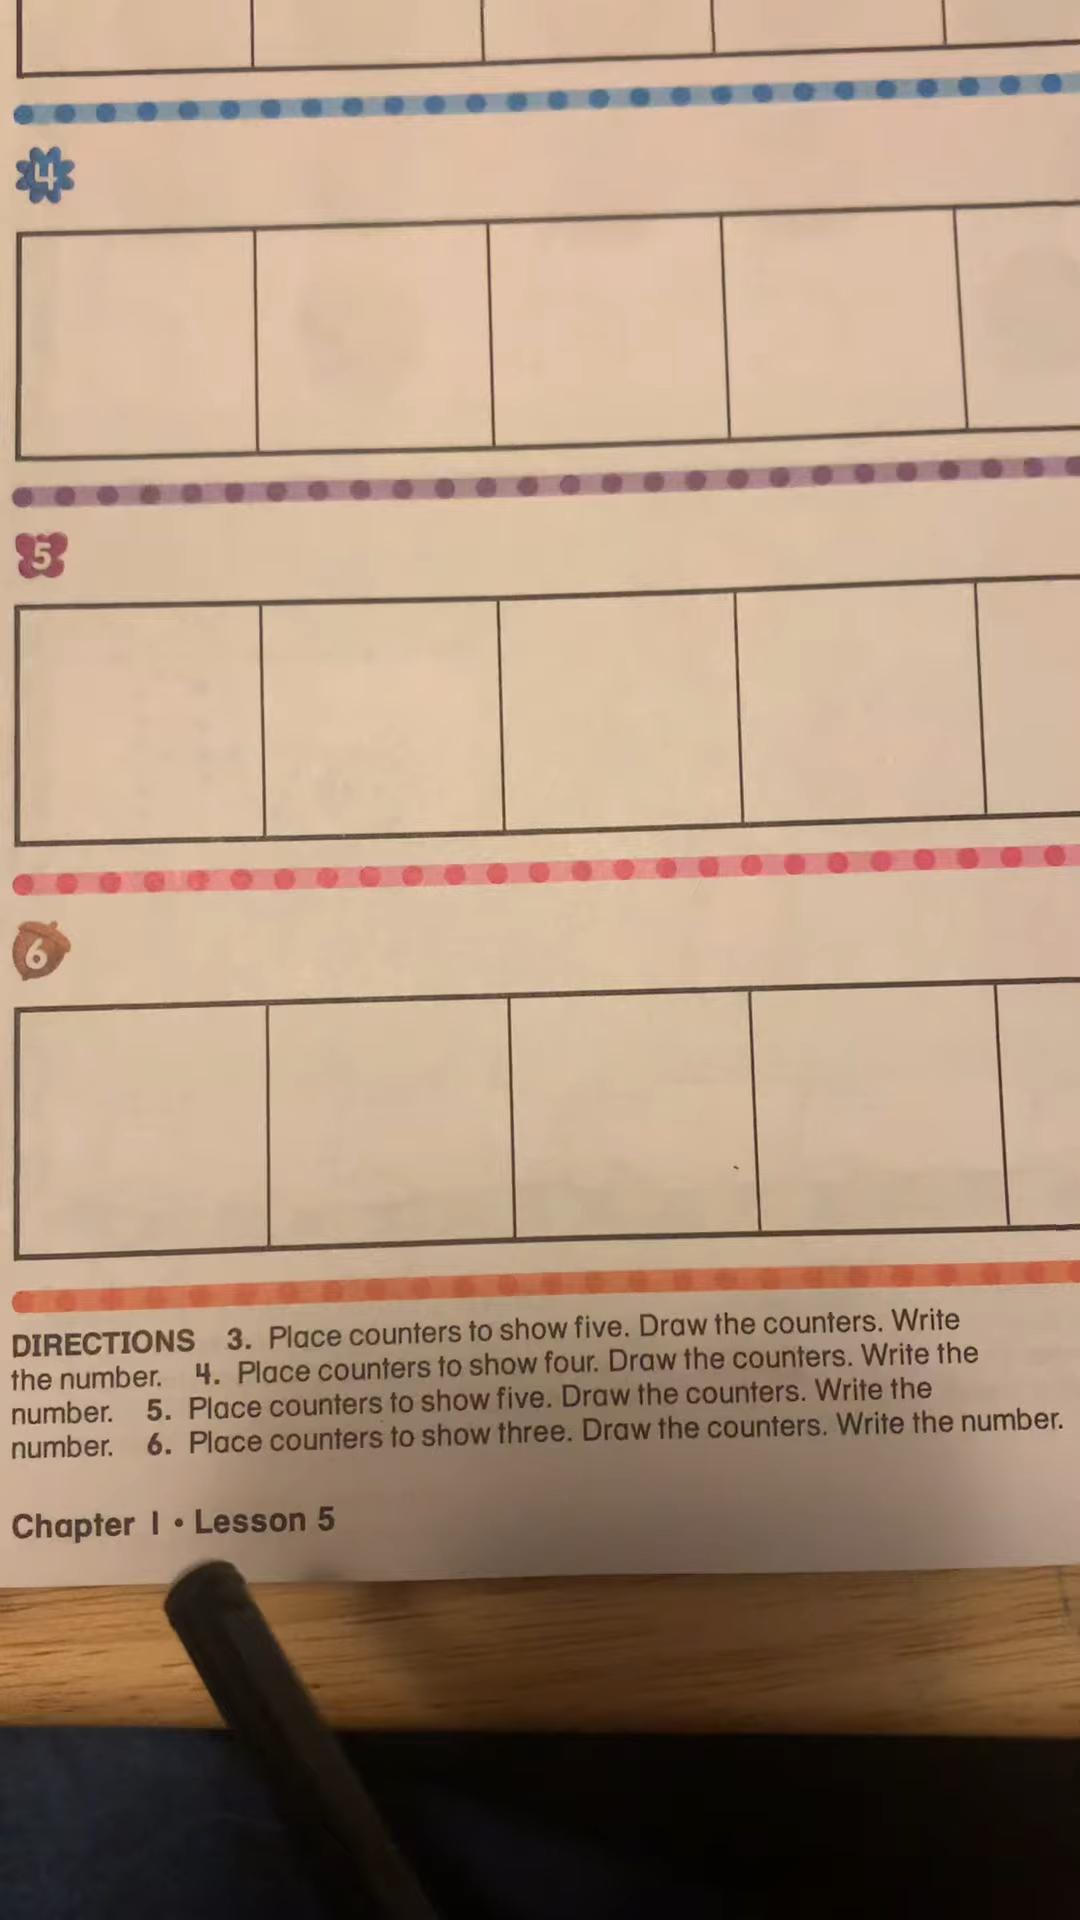 4
5
6
DIRECTIONS 3. Place counters to show five. Draw the counters. Write
the number. 4. Place counters to show four. Draw the counters. Write the
number. 5. Place counters to show five. Draw the counters. Write the
number. 6. Place counters to show three. Draw the counters. Write the number.
Chapter 1 • Lesson 5